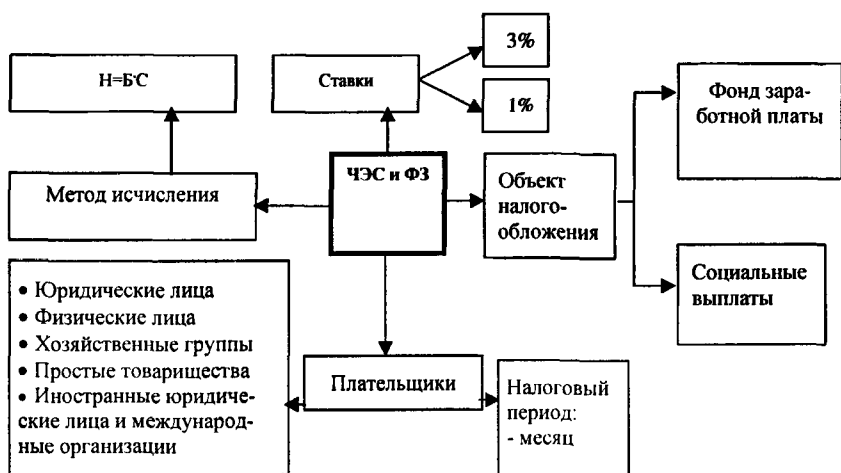 Н=Б·С
Ставки
3%
1%
Фонд зара-
ботной платы
Метод исчисления
ЧЭС и ФЗ
Объект
налого-
обложения
Социальные
выплаты
• Юридические лица
• Физические лица
• Хозяйственные группы
• Простые товарищества
• Иностранные юридиче-
ские лица и международ-
ные организации
Плательщики
Налоговый
период:
- месяц